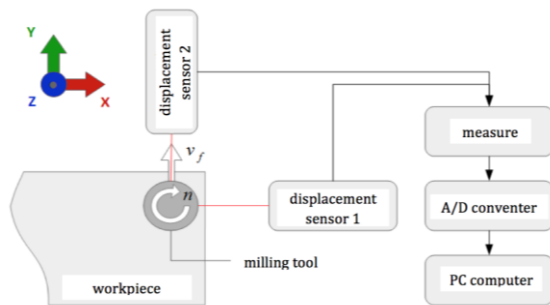 Y
Z
X
displacement
sensor 2
v_f
n
displacement
sensor 1
milling tool
workpiece
measure
A/D conventer
PC computer